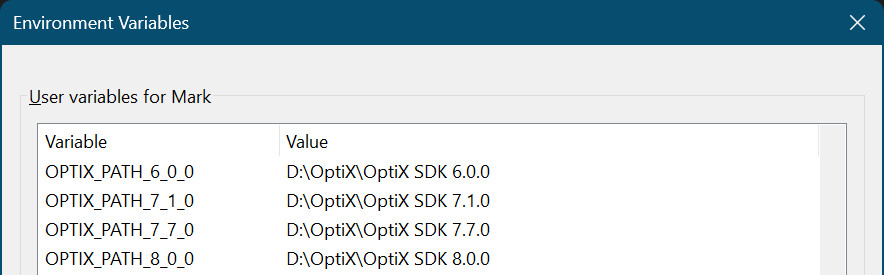 Environment Variables
User variables for Mark
Variable Value
OPTIX_PATH_6_0_0 D:\OptiX\OptiX SDK 6.0.0
OPTIX_PATH_7_1_0 D:\OptiX\OptiX SDK 7.1.0
OPTIX_PATH_7_7_0 D:\OptiX\OptiX SDK 7.7.0
OPTIX_PATH_8_0_0 D:\OptiX\OptiX SDK 8.0.0